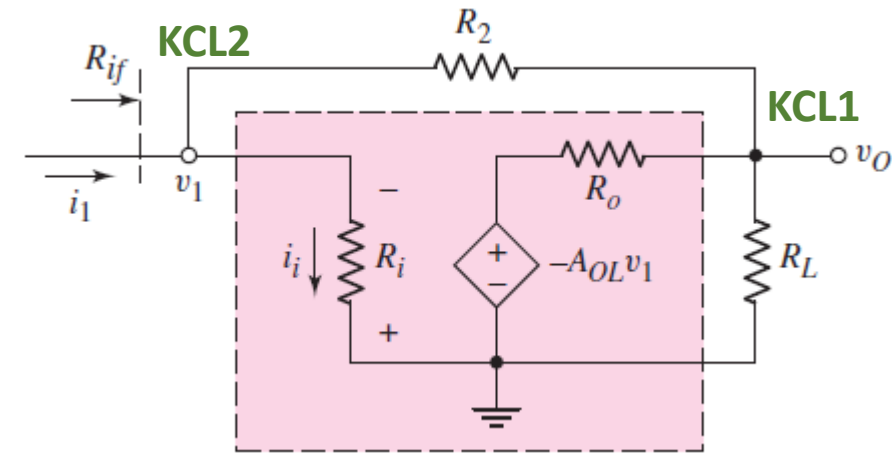 KCL2
R2
Rif
KCL1
i1
v1
−
Ro
vO
ii
Ri
+
−
−AOLv1
RL
+